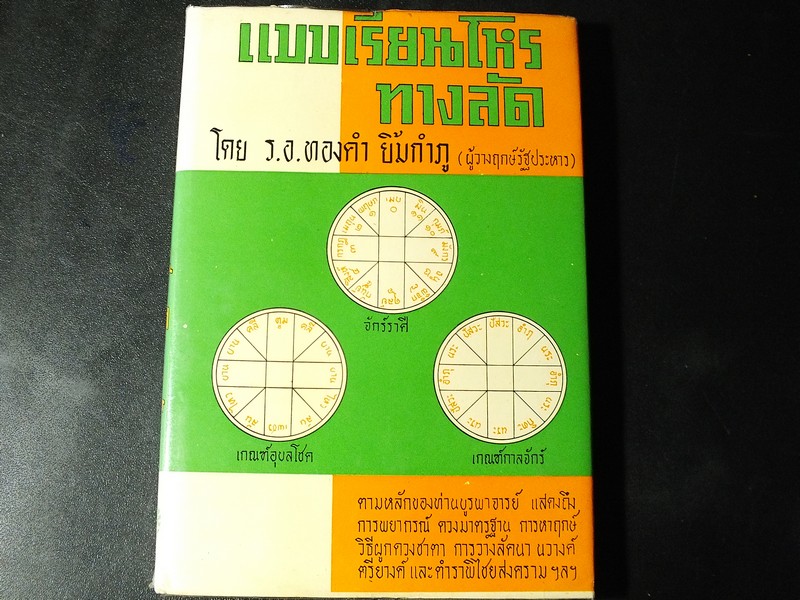 แบบเรียนโหร
ทางลัด
โดย ร.อ.ทองคำ ยิ้มกำภู (ผู้วางฤกษ์รัฐประหาร)
จักร์ราศี
เกณฑ์อุบลโชค
เกณฑ์กาลจักร์
ตามหลักของท่านบูรพาจารย์ แสดงถึง
การพยากรณ์ ดวงมาตรฐาน การหาฤกษ์
วิธีผูกดวงชาตา การวางลัคนา นวางค์
ตรียางค์ และตำราพิไชยสงคราม ฯลฯ